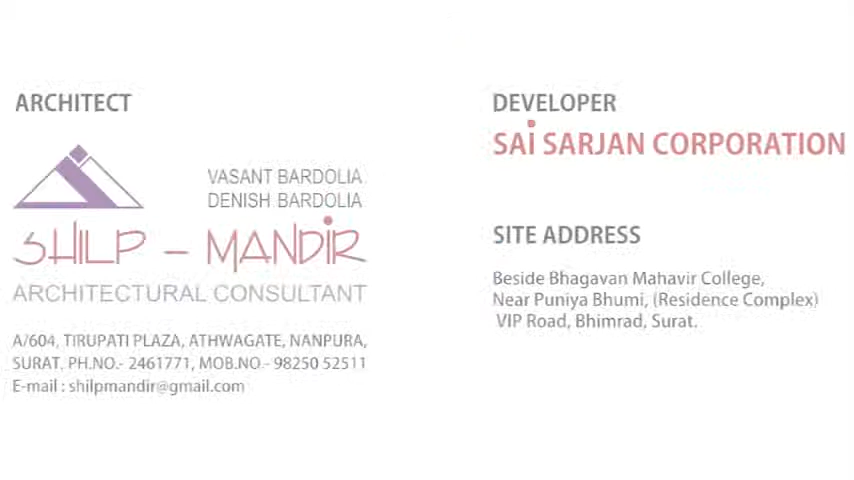 ARCHITECT
VASANT BARDOLIA
DENISH BARDOLIA
SHILP – MANDIR
ARCHITECTURAL CONSULTANT
A/604, TIRUPATI PLAZA, ATHWAGATE, NANPURA,
SURAT. PH.NO.- 2461771, MOB.NO.- 98250 52511
E-mail : shilpmandir@gmail.com
DEVELOPER
SAi SARJAN CORPORATION
SITE ADDRESS
Beside Bhagavan Mahavir College,
Near Puniya Bhumi, (Residence Complex)
VIP Road, Bhimrad, Surat.